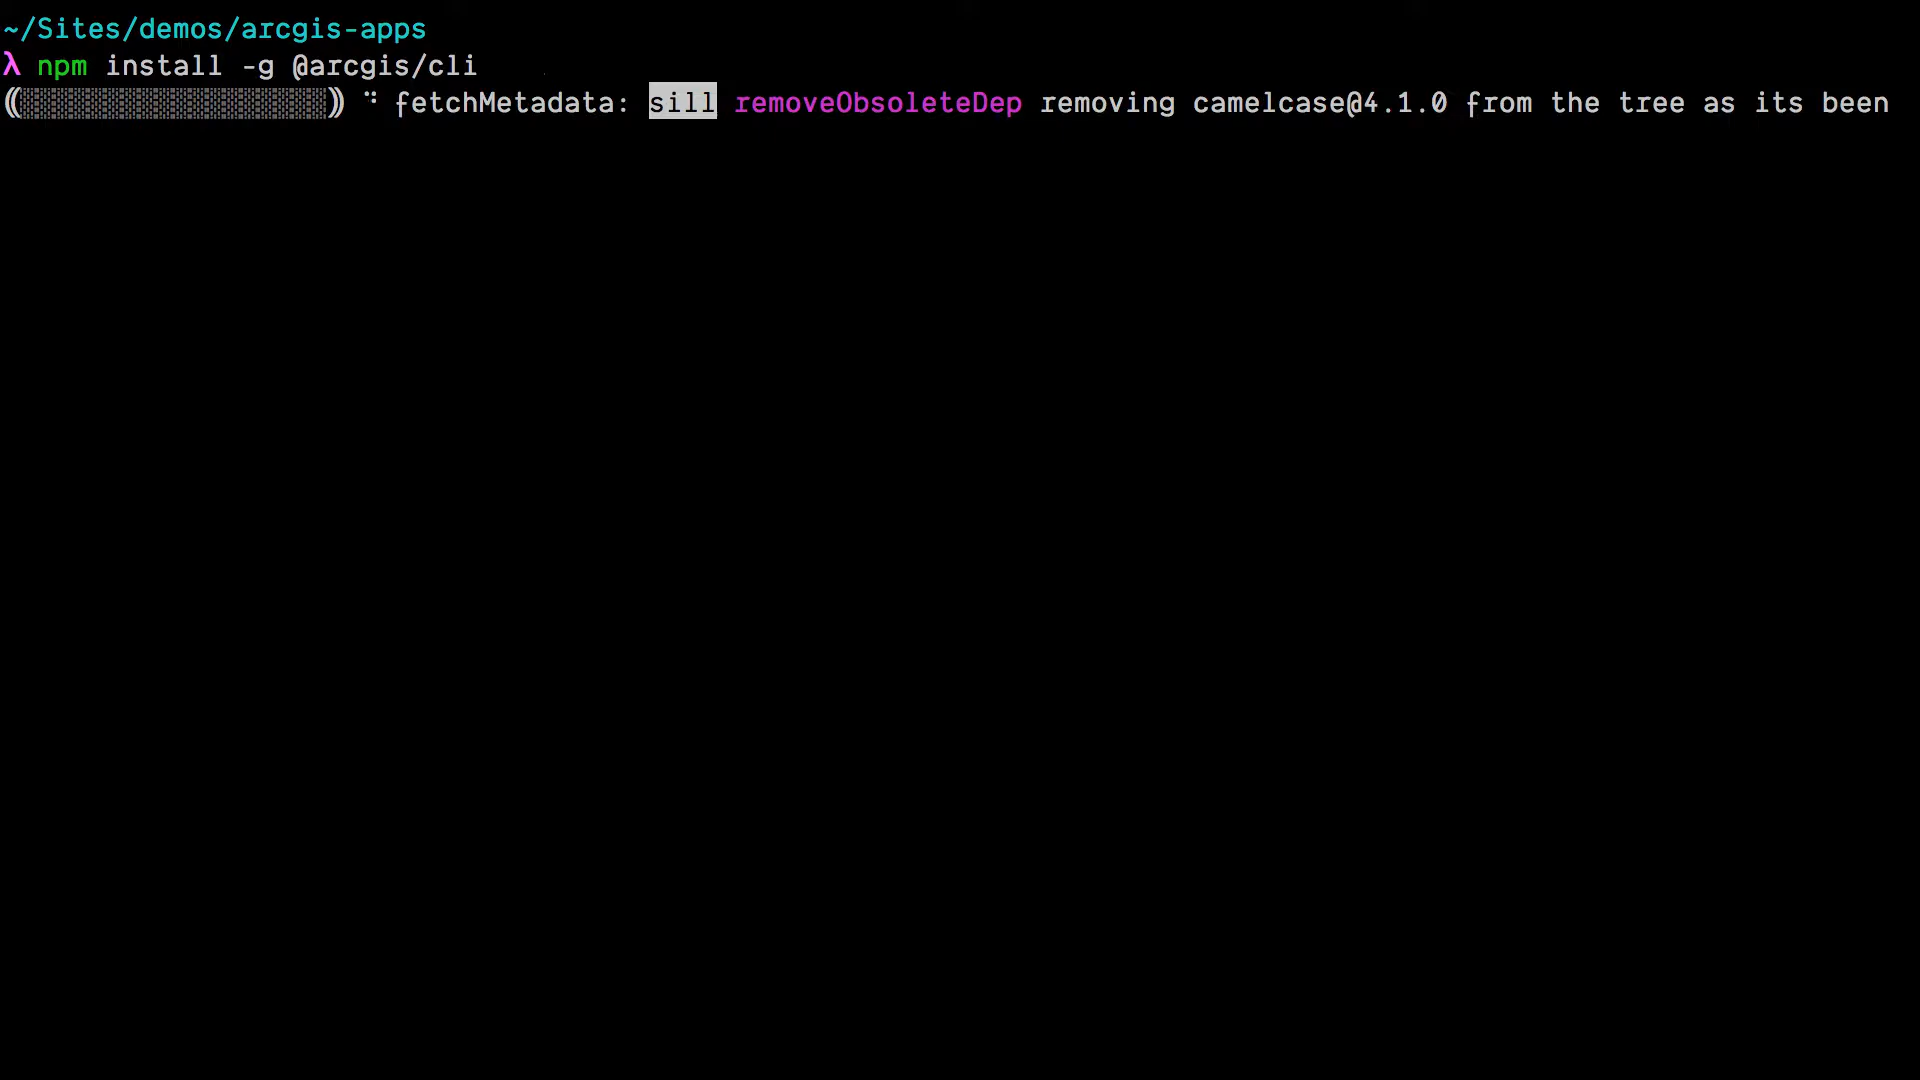 ~/Sites/demos/arcgis-apps
λ npm install -g @arcgis/cli
(░░░░░░░░░░░░░░░░░░) ⠙ fetchMetadata: sill removeObsoleteDep removing camelcase@4.1.0 from the tree as its been